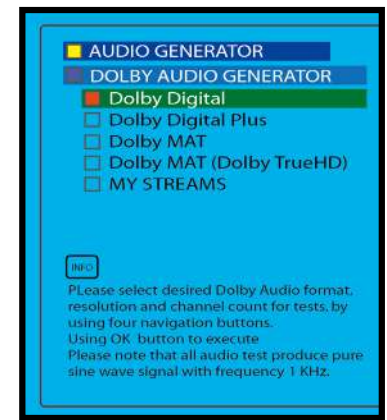 AUDIO GENERATOR
DOLBY AUDIO GENERATOR
Dolby Digital
Dolby Digital Plus
Dolby MAT
Dolby MAT (Dolby TrueHD)
MY STREAMS
INFO
PLease select desired Dolby Audio format,
resolution and channel count for tests, by
using four navigation buttons.
Using OK button to execute
Please note that all audio test produce pure
sine wave signal with frequency 1 KHz.